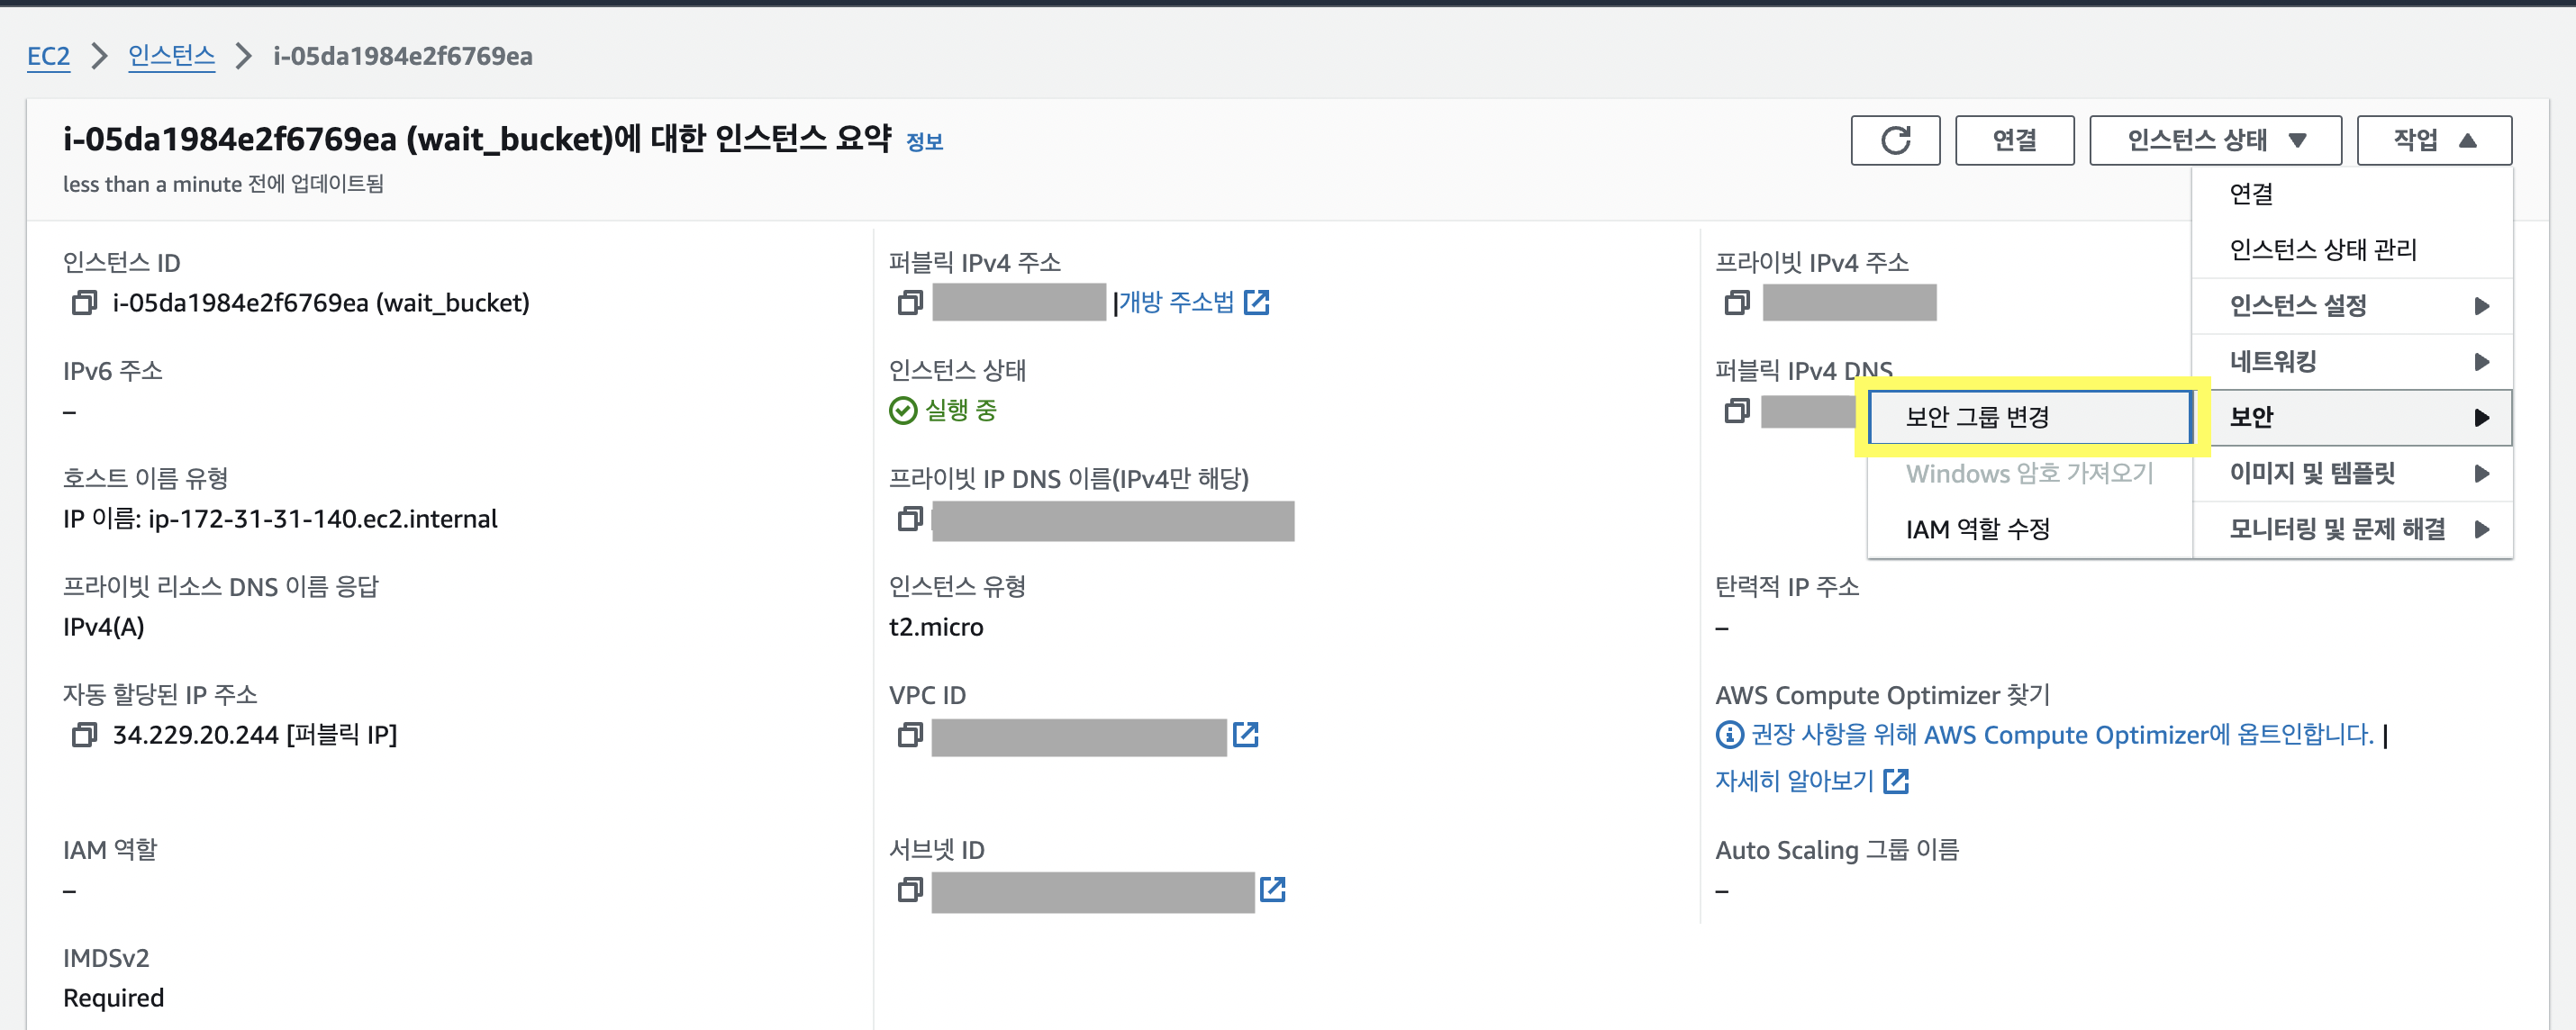 EC2 > 인스턴스 > i-05da1984e2f6769ea
i-05da1984e2f6769ea (wait_bucket)에 대한 인스턴스 요약 정보
less than a minute 전에 업데이트됨
연결
인스턴스 상태 ▼
작업 ▲
연결
인스턴스 상태 관리
인스턴스 설정 ▶
네트워킹 ▶
보안 ▶
이미지 및 템플릿 ▶
모니터링 및 문제 해결 ▶
보안 그룹 변경
Windows 암호 가져오기
IAM 역할 수정
인스턴스 ID
i-05da1984e2f6769ea (wait_bucket)
퍼블릭 IPv4 주소
|개방 주소법
프라이빗 IPv4 주소
IPv6 주소
–
인스턴스 상태
실행 중
퍼블릭 IPv4 DNS
호스트 이름 유형
IP 이름: ip-172-31-31-140.ec2.internal
프라이빗 IP DNS 이름(IPv4만 해당)
프라이빗 리소스 DNS 이름 응답
IPv4(A)
인스턴스 유형
t2.micro
탄력적 IP 주소
–
자동 할당된 IP 주소
34.229.20.244 [퍼블릭 IP]
VPC ID
AWS Compute Optimizer 찾기
권장 사항을 위해 AWS Compute Optimizer에 옵트인합니다. |
자세히 알아보기
IAM 역할
–
서브넷 ID
Auto Scaling 그룹 이름
–
IMDSv2
Required